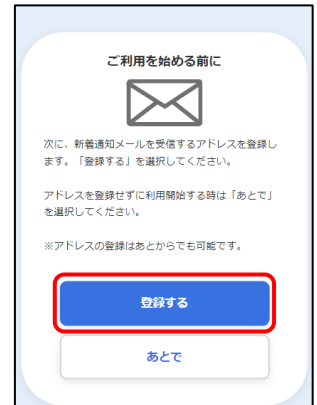 ご利用を始める前に
次に、新着通知メールを受信するアドレスを登録し
ます。「登録する」を選択してください。
アドレスを登録せずに利用開始する時は「あとで」
を選択してください。
※アドレスの登録はあとからでも可能です。
登録する
あとで